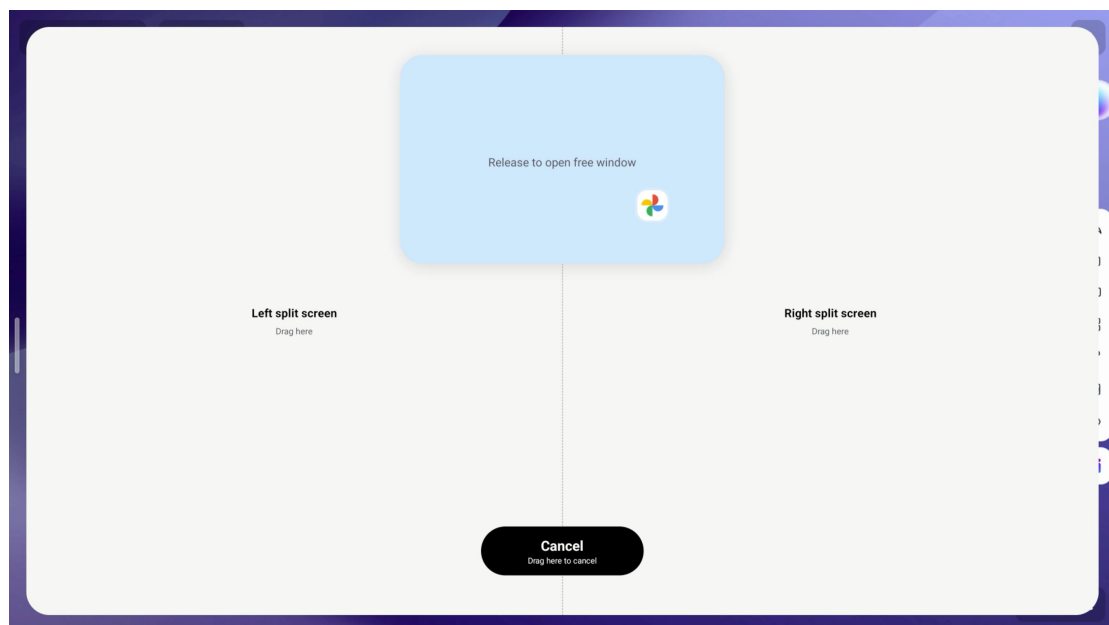 Release to open free window
Left split screen
Drag here
Right split screen
Drag here
Cancel
Drag here to cancel